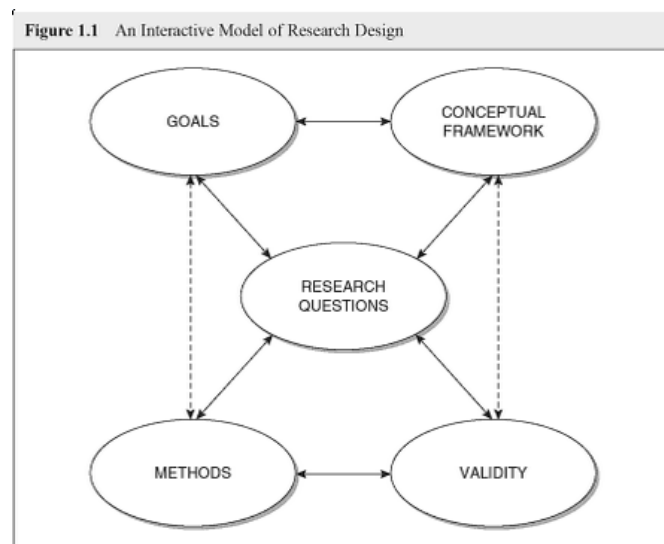 Figure 1.1 An Interactive Model of Research Design
GOALS
CONCEPTUAL
FRAMEWORK
RESEARCH
QUESTIONS
METHODS
VALIDITY